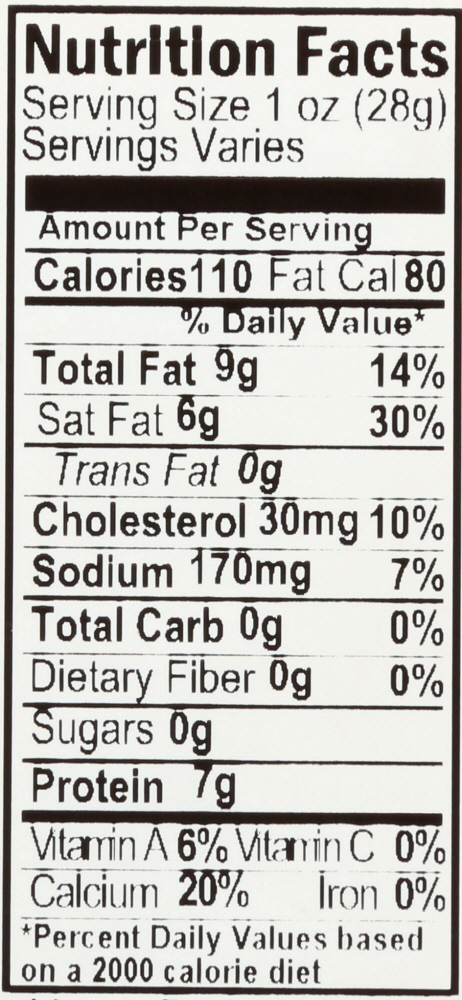 Nutrition Facts
Serving Size 1 oz (28g)
Servings Varies
Amount Per Serving
Calories110 Fat Cal 80
% Daily Value*
Total Fat 9g 14%
Sat Fat 6g 30%
Trans Fat 0g
Cholesterol 30mg 10%
Sodium 170mg 7%
Total Carb 0g 0%
Dietary Fiber 0g 0%
Sugars 0g
Protein 7g
Vitamin A 6% Vitamin C 0%
Calcium 20% Iron 0%
*Percent Daily Values based
on a 2000 calorie diet